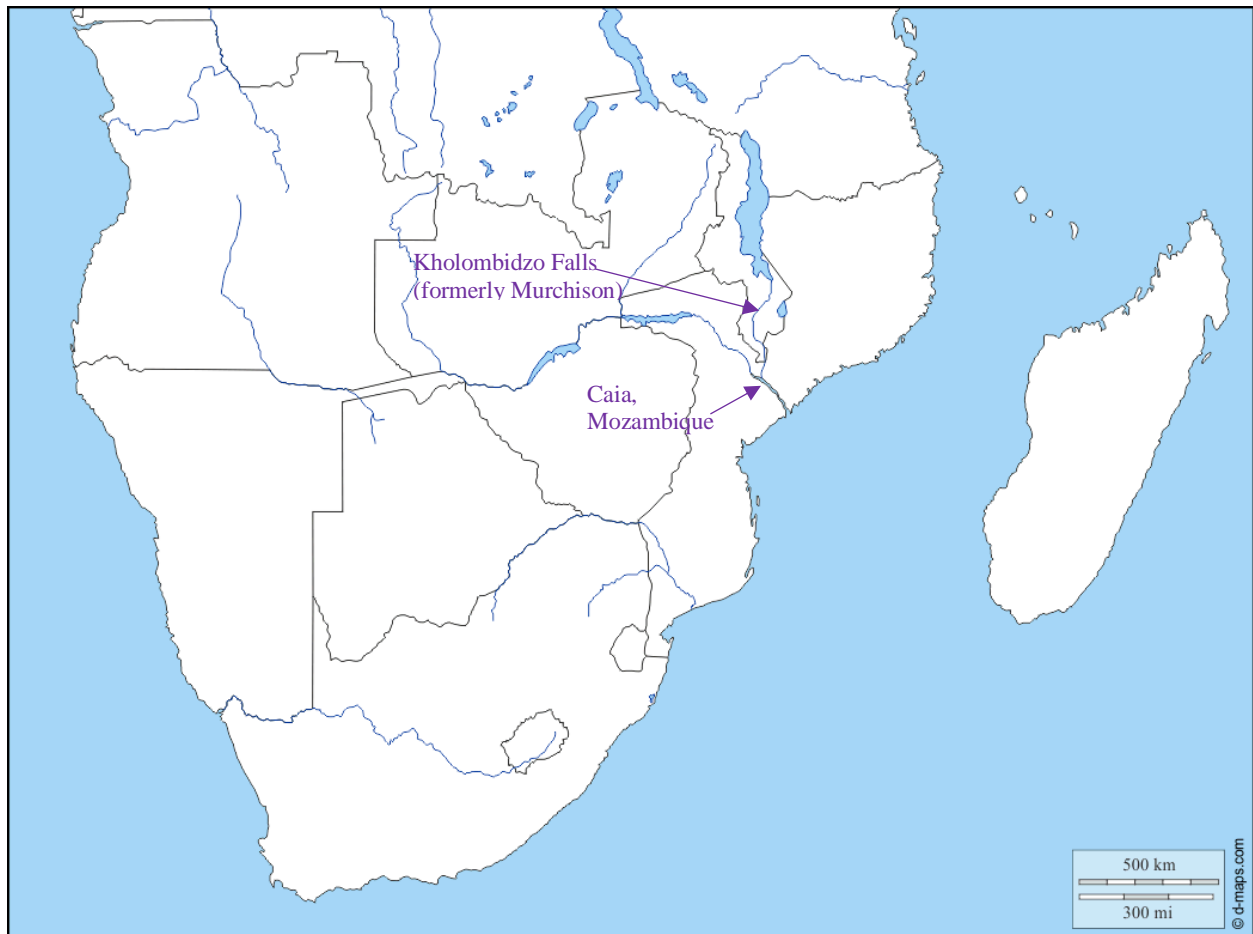 Kholombidzo Falls
(formerly Murchison)
Caia,
Mozambique
500 km
300 mi
© d-maps.com